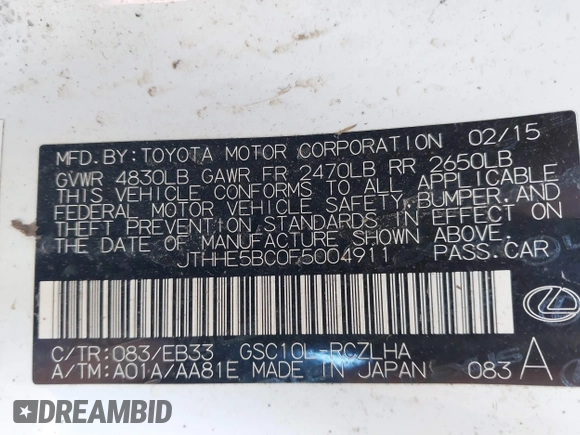 MFD. BY: TOYOTA MOTOR CORPORATION 02/15
GVWR 4830LB GAWR FR 2470LB RR 2650LB
THIS VEHICLE CONFORMS TO ALL APPLICABLE
FEDERAL MOTOR VEHICLE SAFETY, BUMPER, AND
THEFT PREVENTION STANDARDS IN EFFECT ON
THE DATE OF MANUFACTURE SHOWN ABOVE.
JTHHE5BC0F5004911 PASS. CAR
C/TR: 083/EB33 GSC10L-RCZLHA
A/TM: A01A/AA81E MADE IN JAPAN 083 A
DREAMBID